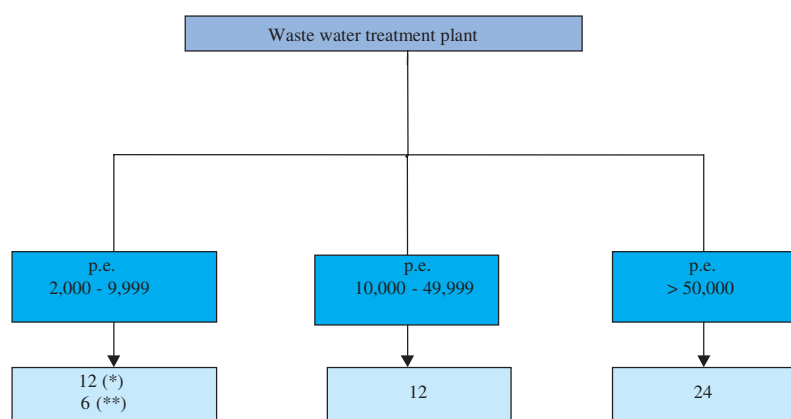 Waste water treatment plant
p.e.
2,000 - 9,999
p.e.
10,000 - 49,999
p.e.
> 50,000
12 (*)
6 (**)
12
24